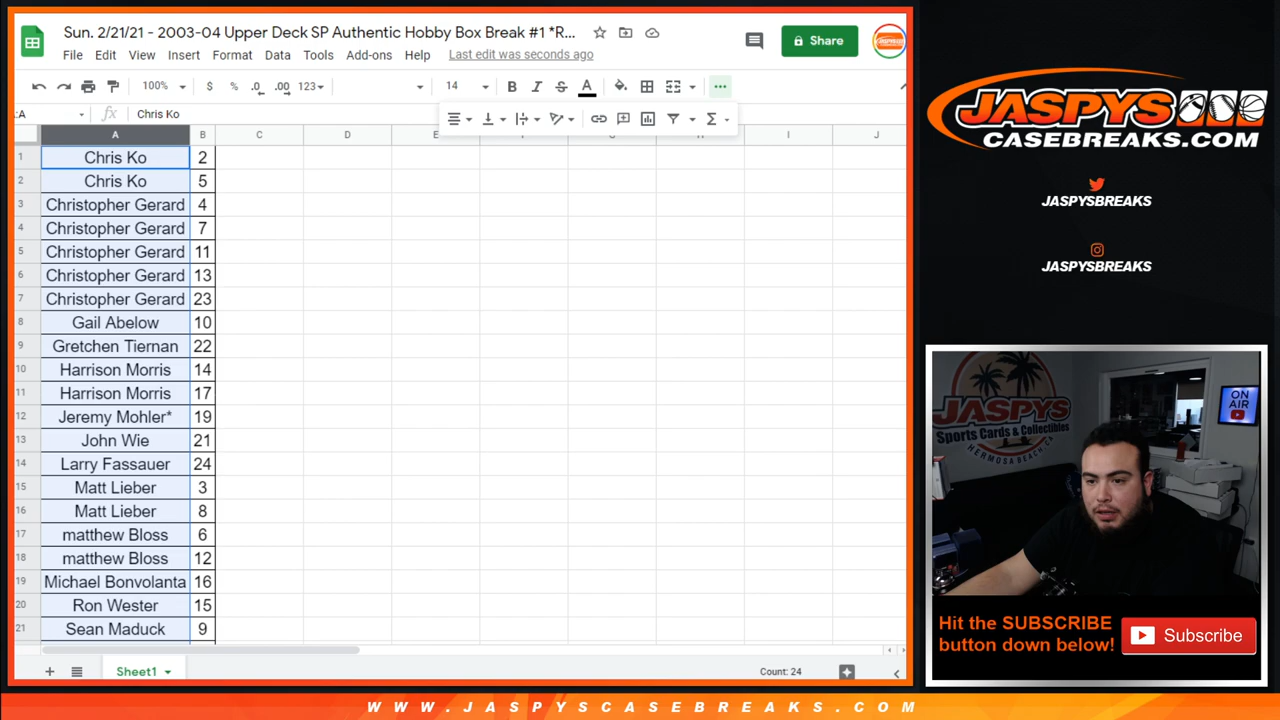 Sun. 2/21/21 - 2003-04 Upper Deck SP Authentic Hobby Box Break #1 *R...
File Edit View Insert Format Data Tools Add-ons Help Last edit was seconds ago
Share
100% $ % .0 .00 123 14 B I S A
:A fx Chris Ko
A B C D E I J
1 Chris Ko 2
2 Chris Ko 5
3 Christopher Gerard 4
4 Christopher Gerard 7
5 Christopher Gerard 11
6 Christopher Gerard 13
7 Christopher Gerard 23
8 Gail Abelow 10
9 Gretchen Tiernan 22
10 Harrison Morris 14
11 Harrison Morris 17
12 Jeremy Mohler* 19
13 John Wie 21
14 Larry Fassauer 24
15 Matt Lieber 3
16 Matt Lieber 8
17 matthew Bloss 6
18 matthew Bloss 12
19 Michael Bonvolanta 16
20 Ron Wester 15
21 Sean Maduck 9
Sheet1
Count: 24
JASPYS
CASEBREAKS.COM
JASPYSBREAKS
JASPYSBREAKS
JASPYS
Sports Cards & Collectibles
HERMOSA BEACH, CA
ON
AIR
Hit the SUBSCRIBE
button down below!
Subscribe
WWW.JASPYSCASEBREAKS.COM